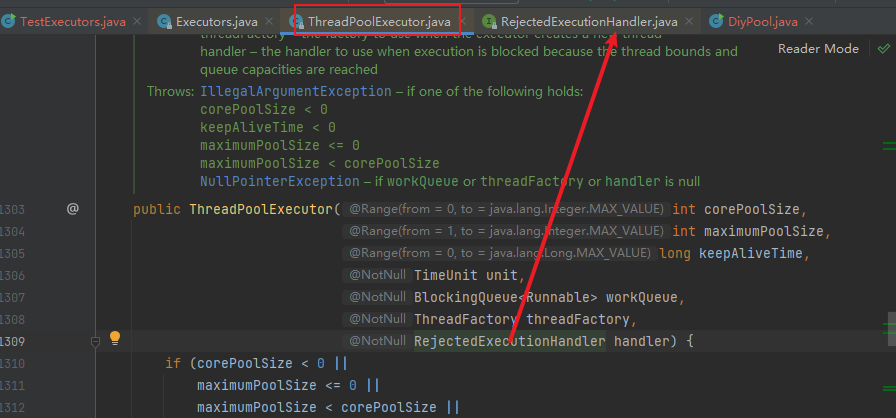 TestExecutors.java × Executors.java × ThreadPoolExecutor.java × RejectedExecutionHandler.java × DiyPool.java ×
Reader Mode
threadFactory – the factory to use when the executor creates a new thread
handler – the handler to use when execution is blocked because the thread bounds and
queue capacities are reached
Throws: IllegalArgumentException – if one of the following holds:
corePoolSize < 0
keepAliveTime < 0
maximumPoolSize <= 0
maximumPoolSize < corePoolSize
NullPointerException – if workQueue or threadFactory or handler is null
1303 @ public ThreadPoolExecutor( @Range(from = 0, to = java.lang.Integer.MAX_VALUE) int corePoolSize,
1304 @Range(from = 1, to = java.lang.Integer.MAX_VALUE) int maximumPoolSize,
1305 @Range(from = 0, to = java.lang.Long.MAX_VALUE) long keepAliveTime,
1306 @NotNull TimeUnit unit,
1307 @NotNull BlockingQueue<Runnable> workQueue,
1308 @NotNull ThreadFactory threadFactory,
1309 @NotNull RejectedExecutionHandler handler) {
1310 if (corePoolSize < 0 ||
1311 maximumPoolSize <= 0 ||
1312 maximumPoolSize < corePoolSize ||